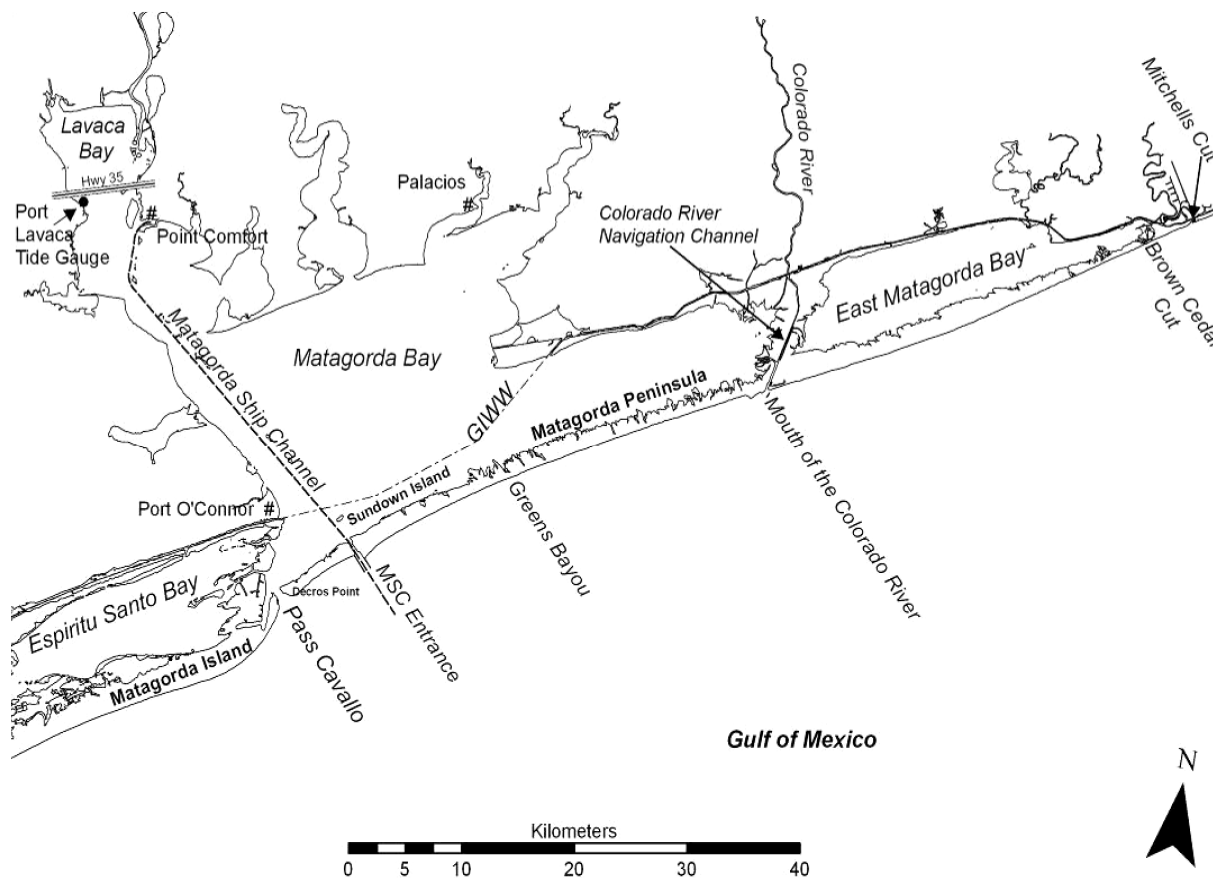 Lavaca
Bay
Hwy 35
Port
Lavaca
Tide Gauge
#
Point Comfort
Palacios
#
Colorado River
Colorado River
Navigation Channel
Mitchells Cut
East Matagorda Bay
Brown Cedar
Cut
Matagorda Ship Channel
Matagorda Bay
GIWW
Matagorda Peninsula
Mouth of the Colorado River
Port O'Connor #
Sundown Island
Greens Bayou
Espiritu Santo Bay
Decros Point
MSC Entrance
Pass Cavallo
Matagorda Island
Gulf of Mexico
N
Kilometers
0 5 10 20 30 40